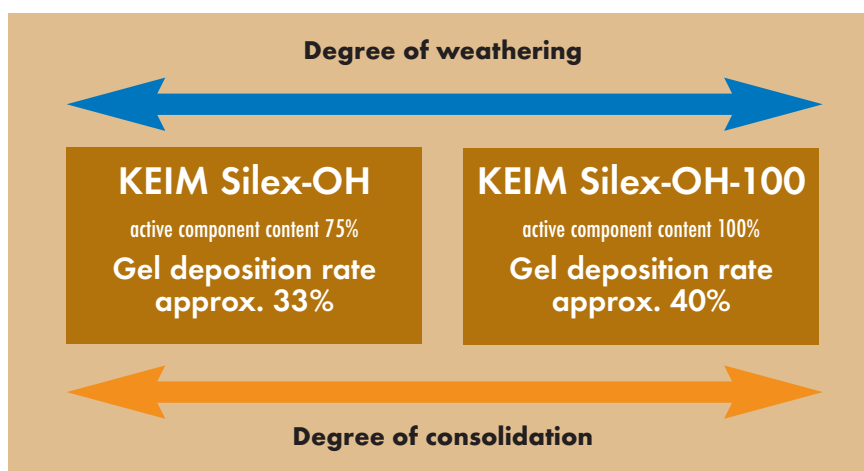 Degree of weathering
KEIM Silex-OH
active component content 75%
Gel deposition rate
approx. 33%
KEIM Silex-OH-100
active component content 100%
Gel deposition rate
approx. 40%
Degree of consolidation